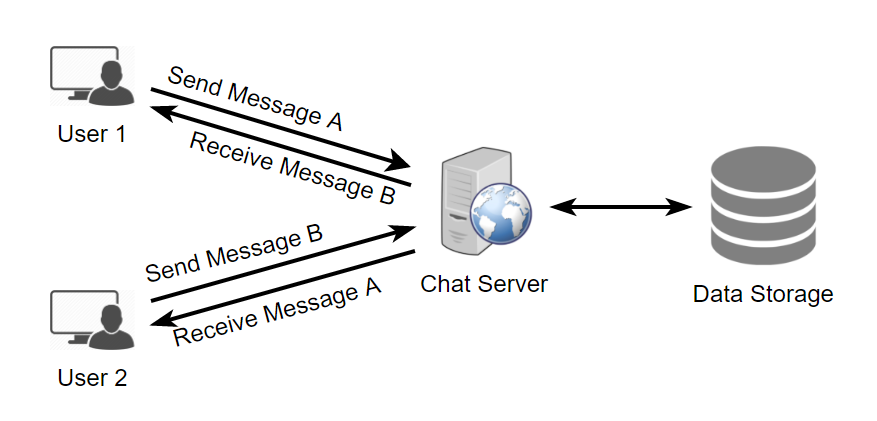 Send Message A
User 1
Receive Message B
Send Message B
Chat Server
Data Storage
Receive Message A
User 2